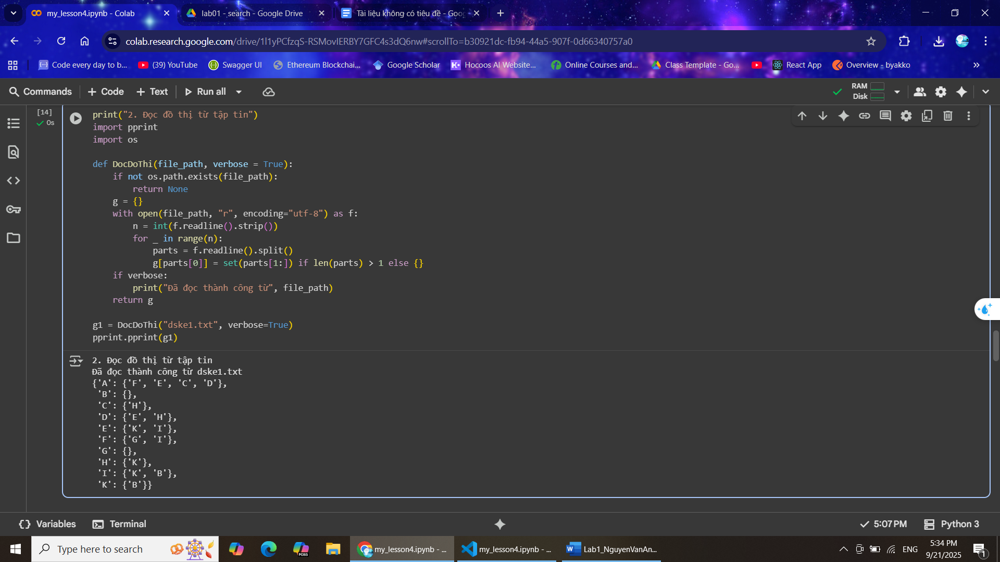 my_lesson4.ipynb - Colab
lab01 - search - Google Drive
Tài liệu không có tiêu đề - Goog
colab.research.google.com/drive/1l1yPCfzqS-RSMovIERBY7GFC4s3dQ6nw#scrollTo=b30921dc-fb94-44a5-907f-0d66340757a0
Code every day to b...
(39) YouTube
Swagger UI
Ethereum Blockchai...
Google Scholar
Hocoos AI Website...
Online Courses and...
Class Template - Go...
React App
Overview - byakko
Commands
+ Code
+ Text
Run all
RAM
Disk
[14]
0s
print("2. Đọc đồ thị từ tập tin")
import pprint
import os
def DocDoThi(file_path, verbose = True):
if not os.path.exists(file_path):
return None
g = {}
with open(file_path, "r", encoding="utf-8") as f:
n = int(f.readline().strip())
for _ in range(n):
parts = f.readline().split()
g[parts[0]] = set(parts[1:]) if len(parts) > 1 else {}
if verbose:
print("Đã đọc thành công từ", file_path)
return g
g1 = DocDoThi("dske1.txt", verbose=True)
pprint.pprint(g1)
2. Đọc đồ thị từ tập tin
Đã đọc thành công từ dske1.txt
{'A': {'F', 'E', 'C', 'D'},
'B': {},
'C': {'H'},
'D': {'E', 'H'},
'E': {'K', 'I'},
'F': {'G', 'I'},
'G': {},
'H': {'K'},
'I': {'K', 'B'},
'K': {'B'}}
Variables
Terminal
5:07 PM
Python 3
Type here to search
M365
my_lesson4.ipynb - ...
my_lesson4.ipynb - ...
Lab1_NguyenVanAn...
ENG
5:34 PM
9/21/2025
1